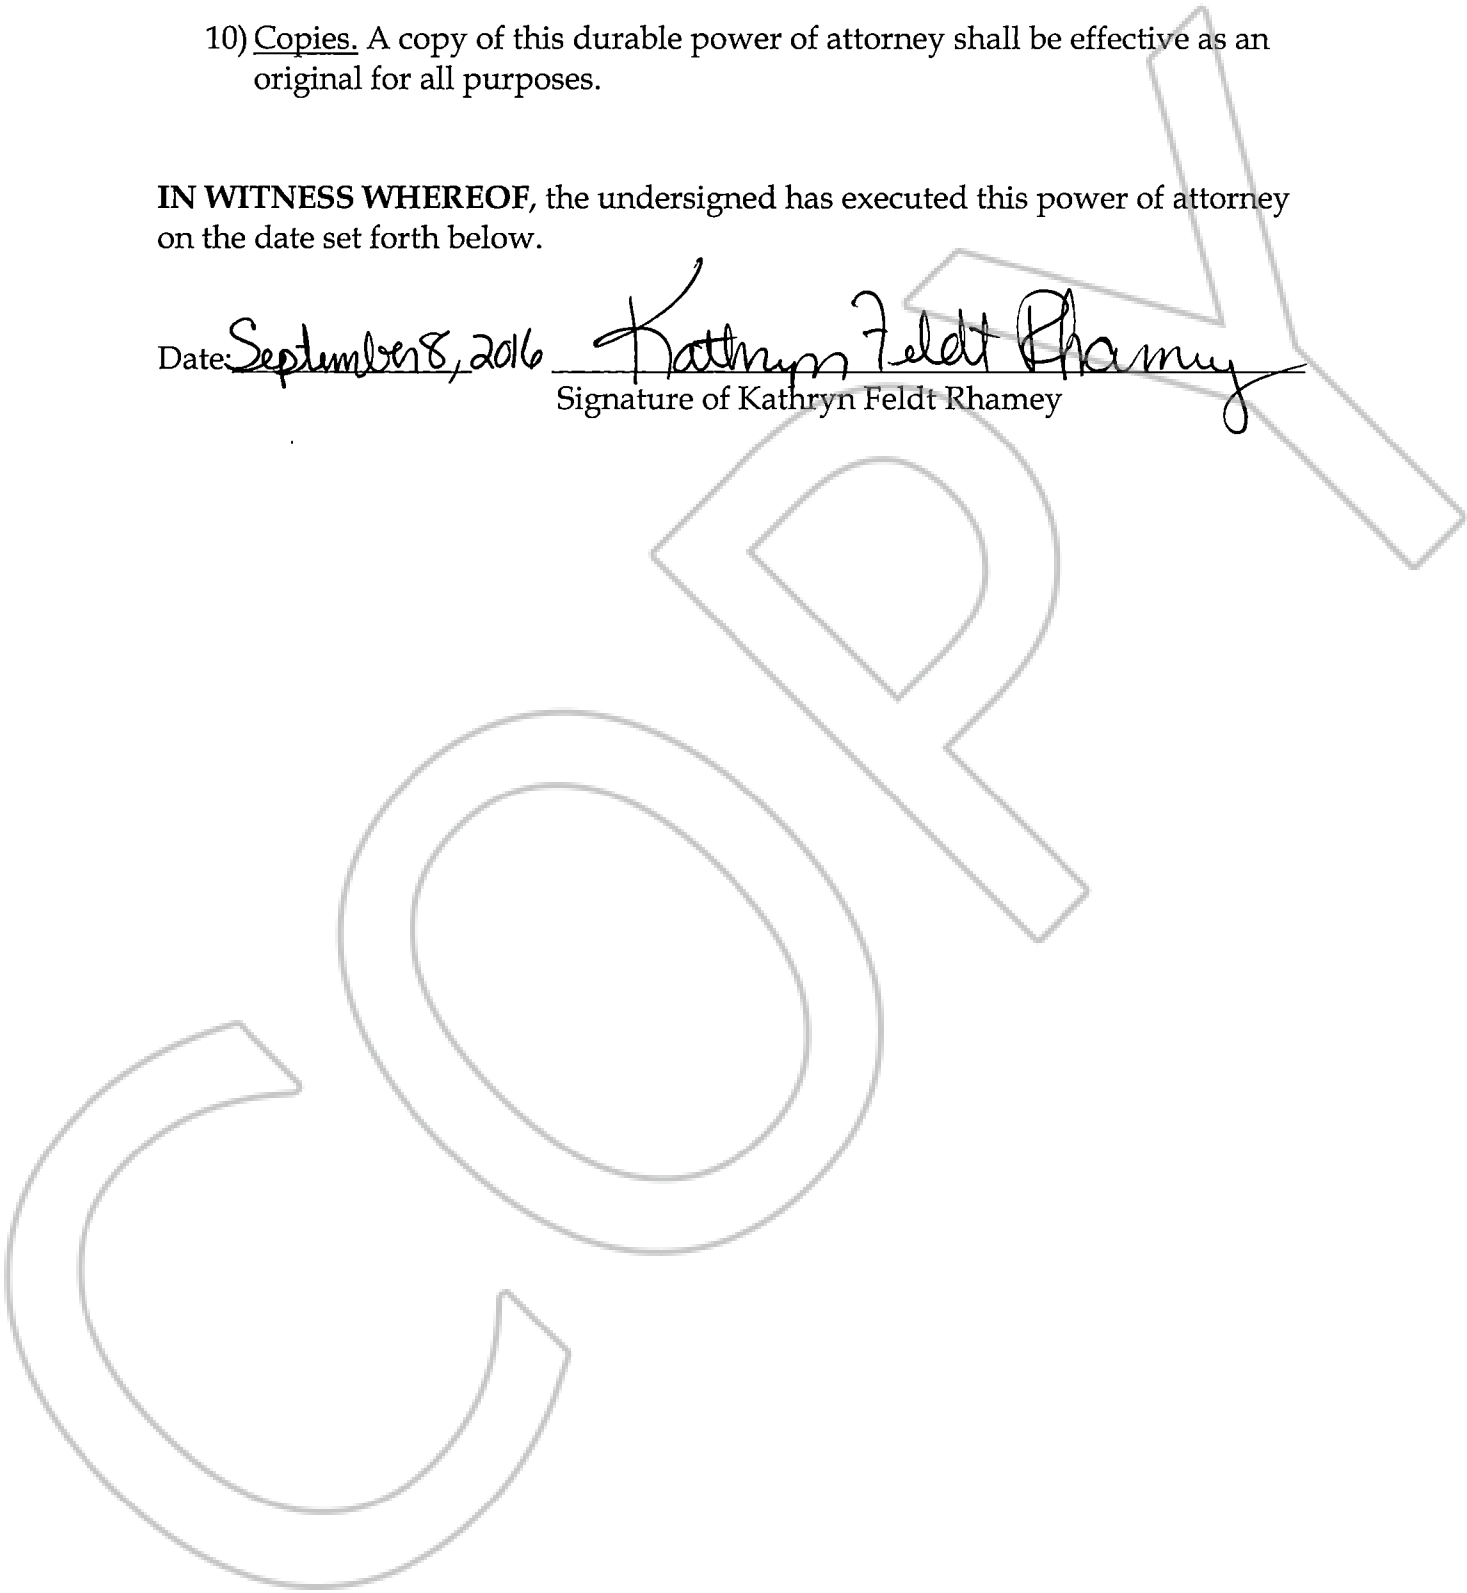 10) Copies. A copy of this durable power of attorney shall be effective as an
original for all purposes.
IN WITNESS WHEREOF, the undersigned has executed this power of attorney
on the date set forth below.
Date: September 8, 2016 Kathryn Feldt Rhamey
Signature of Kathryn Feldt Rhamey
COPY